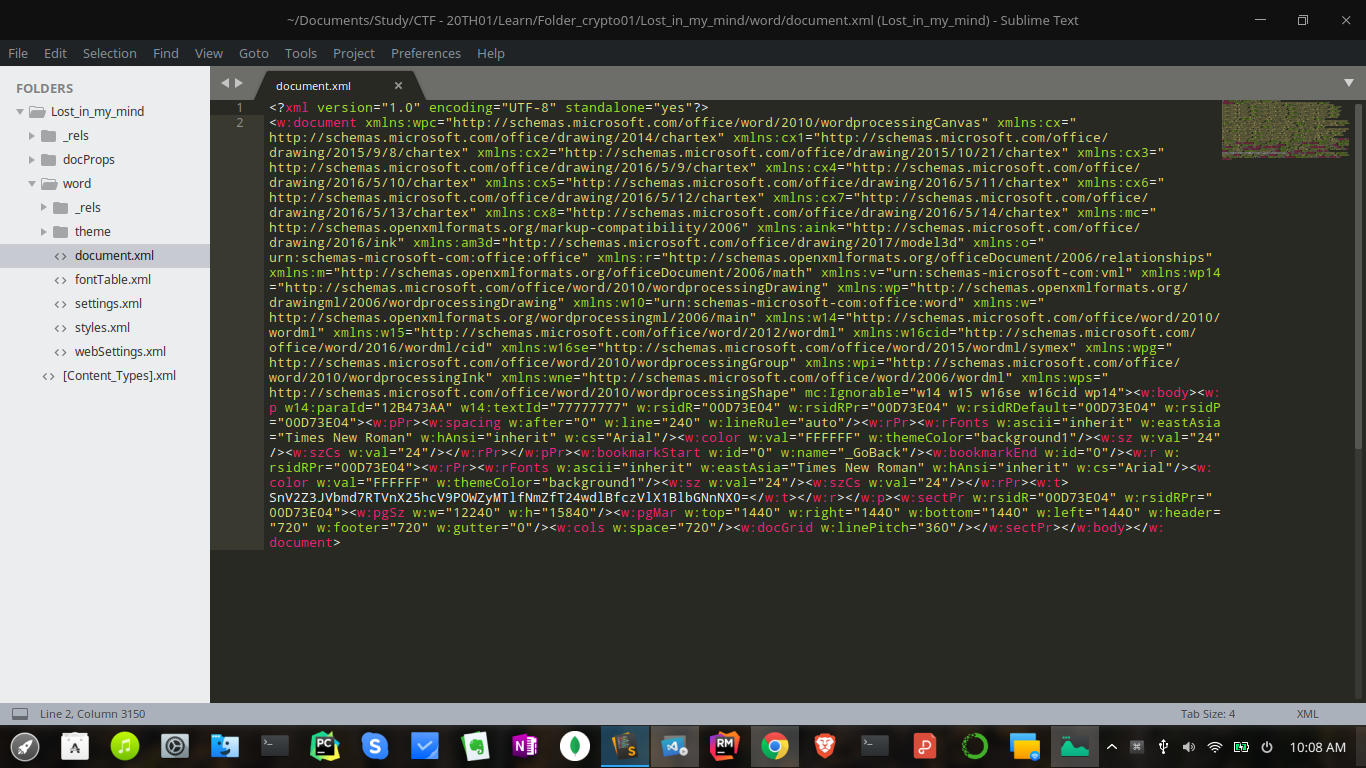 ~/Documents/Study/CTF - 20TH01/Learn/Folder_crypto01/Lost_in_my_mind/word/document.xml (Lost_in_my_mind) - Sublime Text
File Edit Selection Find View Goto Tools Project Preferences Help
FOLDERS
Lost_in_my_mind
_rels
docProps
word
_rels
theme
document.xml
fontTable.xml
settings.xml
styles.xml
webSettings.xml
[Content_Types].xml
document.xml
1 <?xml version="1.0" encoding="UTF-8" standalone="yes"?>
2 <w:document xmlns:wpc="http://schemas.microsoft.com/office/word/2010/wordprocessingCanvas" xmlns:cx="
http://schemas.microsoft.com/office/drawing/2014/chartex" xmlns:cx1="http://schemas.microsoft.com/office/
drawing/2015/9/8/chartex" xmlns:cx2="http://schemas.microsoft.com/office/drawing/2015/10/21/chartex" xmlns:cx3="
http://schemas.microsoft.com/office/drawing/2016/5/9/chartex" xmlns:cx4="http://schemas.microsoft.com/office/
drawing/2016/5/10/chartex" xmlns:cx5="http://schemas.microsoft.com/office/drawing/2016/5/11/chartex" xmlns:cx6="
http://schemas.microsoft.com/office/drawing/2016/5/12/chartex" xmlns:cx7="http://schemas.microsoft.com/office/
drawing/2016/5/13/chartex" xmlns:cx8="http://schemas.microsoft.com/office/drawing/2016/5/14/chartex" xmlns:mc="
http://schemas.openxmlformats.org/markup-compatibility/2006" xmlns:aink="http://schemas.microsoft.com/office/
drawing/2016/ink" xmlns:am3d="http://schemas.microsoft.com/office/drawing/2017/model3d" xmlns:o="
urn:schemas-microsoft-com:office:office" xmlns:r="http://schemas.openxmlformats.org/officeDocument/2006/relationships"
xmlns:m="http://schemas.openxmlformats.org/officeDocument/2006/math" xmlns:v="urn:schemas-microsoft-com:vml" xmlns:wp14
="http://schemas.microsoft.com/office/word/2010/wordprocessingDrawing" xmlns:wp="http://schemas.openxmlformats.org/
drawingml/2006/wordprocessingDrawing" xmlns:w10="urn:schemas-microsoft-com:office:word" xmlns:w="
http://schemas.openxmlformats.org/wordprocessingml/2006/main" xmlns:w14="http://schemas.microsoft.com/office/word/2010/
wordml" xmlns:w15="http://schemas.microsoft.com/office/word/2012/wordml" xmlns:w16cid="http://schemas.microsoft.com/
office/word/2016/wordml/cid" xmlns:w16se="http://schemas.microsoft.com/office/word/2015/wordml/symex" xmlns:wpg="
http://schemas.microsoft.com/office/word/2010/wordprocessingGroup" xmlns:wpi="http://schemas.microsoft.com/office/
word/2010/wordprocessingInk" xmlns:wne="http://schemas.microsoft.com/office/word/2006/wordml" xmlns:wps="
http://schemas.microsoft.com/office/word/2010/wordprocessingShape" mc:Ignorable="w14 w15 w16se w16cid wp14"><w:body><w:
p w14:paraId="12B473AA" w14:textId="77777777" w:rsidR="00D73E04" w:rsidRPr="00D73E04" w:rsidRDefault="00D73E04" w:rsidP
="00D73E04"><w:pPr><w:spacing w:after="0" w:line="240" w:lineRule="auto"/><w:rPr><w:rFonts w:ascii="inherit" w:eastAsia
="Times New Roman" w:hAnsi="inherit" w:cs="Arial"/><w:color w:val="FFFFFF" w:themeColor="background1"/><w:sz w:val="24"
/><w:szCs w:val="24"/></w:rPr></w:pPr><w:bookmarkStart w:id="0" w:name="_GoBack"/><w:bookmarkEnd w:id="0"/><w:r w:
rsidRPr="00D73E04"><w:rPr><w:rFonts w:ascii="inherit" w:eastAsia="Times New Roman" w:hAnsi="inherit" w:cs="Arial"/><w:
color w:val="FFFFFF" w:themeColor="background1"/><w:sz w:val="24"/><w:szCs w:val="24"/></w:rPr><w:t>
SnV2Z3JVbmd7RTVnX25hcV9POWZyMTlfNmZfT24wdlBfczVlX1BlbGNnNX0=</w:t></w:r></w:p><w:sectPr w:rsidR="00D73E04" w:rsidRPr="
00D73E04"><w:pgSz w:w="12240" w:h="15840"/><w:pgMar w:top="1440" w:right="1440" w:bottom="1440" w:left="1440" w:header=
"720" w:footer="720" w:gutter="0"/><w:cols w:space="720"/><w:docGrid w:linePitch="360"/></w:sectPr></w:body></w:
document>
Line 2, Column 3150 Tab Size: 4 XML
10:08 AM